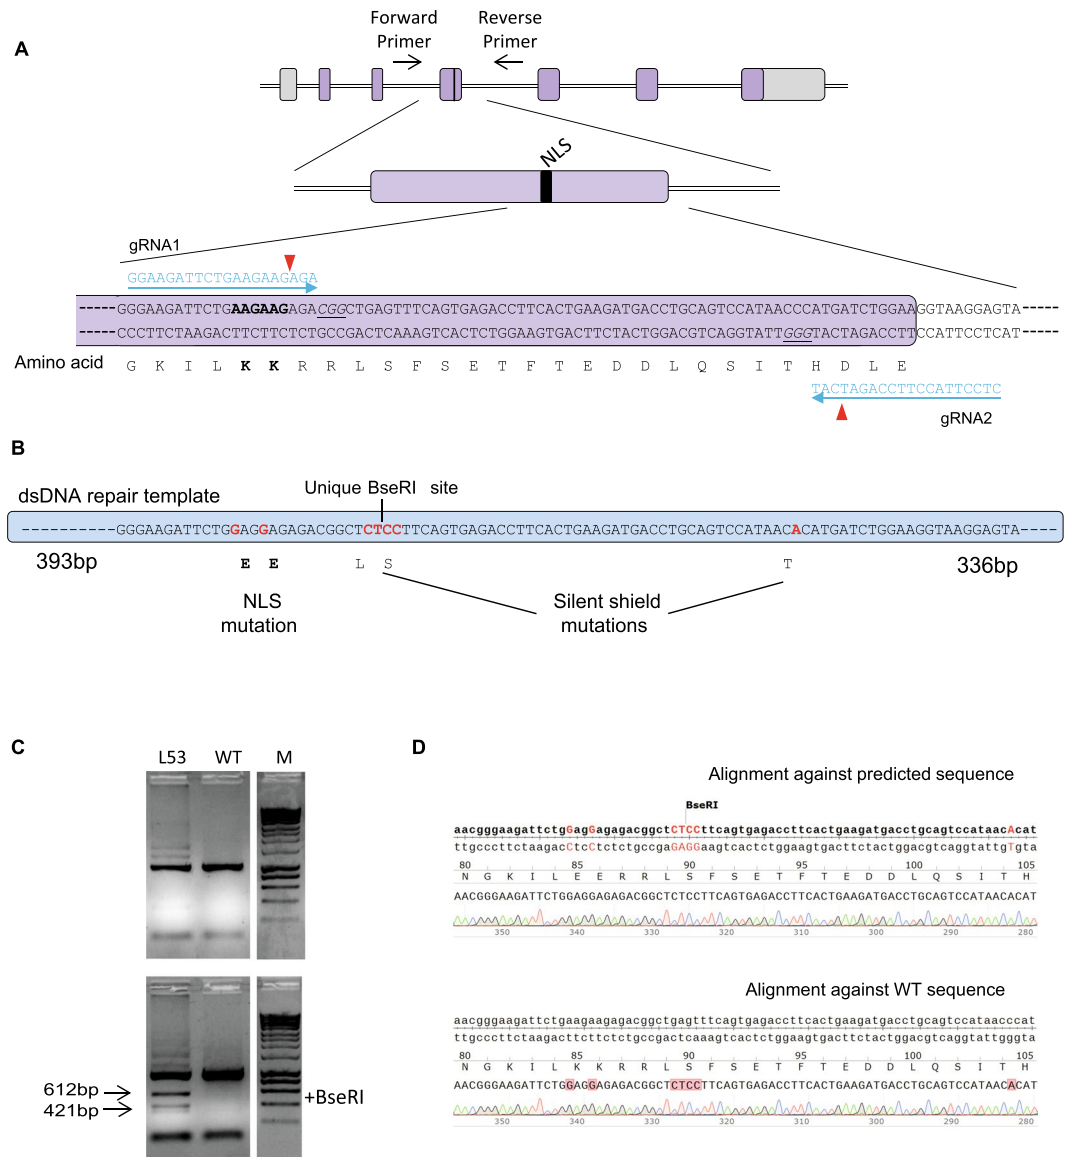 A
Forward
Primer
Reverse
Primer
NLS
gRNA1
GGAAGATTCTGAAGAAGAGA
----GGGAAGATTCTGAAGAAGAGACGGCTGAGTTTCAGTGAGACCTTCACTGAAGATGACCTGCAGTCCATAACCCATGATCTGGAAGGTAAGGAGTA----
----CCCTTCTAAGACTTCTTCTCTGCCGACTCAAAGTCACTCTGGAAGTGACTTCTACTGGACGTCAGGTATTGGGTACTAGACCTTCCATTCCTCAT----
Amino acid G K I L K K R R L S F S E T F T E D D L Q S I T H D L E
TACTAGACCTTCCATTCCTC
gRNA2
B
Unique BseRI site
dsDNA repair template
--------GGGAAGATTCTGGAGGAGAGACGGCTCTCCTTCAGTGAGACCTTCACTGAAGATGACCTGCAGTCCATAACACATGATCTGGAAGGTAAGGAGTA----
393bp E E L S T 336bp
NLS
mutation
Silent shield
mutations
C
L53 WT M
612bp
421bp
+BseRI
D
Alignment against predicted sequence
BseRI
aacgggaagattctgGagGagagacggctCTCCttcagtgagaccttcactgaagatgacctgcagtccataacAcat
ttgcccttctaagacCtcCtctctgccgaGAGGaagtcactctggaagtgacttctactggacgtcaggtattgTgta
80 85 90 95 100 105
N G K I L E E R R L S F S E T F T E D D L Q S I T H
AACGGGAAGATTCTGGAGGAGAGACGGCTCTCCTTCAGTGAGACCTTCACTGAAGATGACCTGCAGTCCATAACACAT
350 340 330 320 310 300 290 280
Alignment against WT sequence
aacgggaagattctgaagaagagacggctgagtttcagtgagaccttcactgaagatgacctgcagtccataacccat
ttgcccttctaagacttcttctctgccgactcaaagtcactctggaagtgacttctactggacgtcaggtattgggta
80 85 90 95 100 105
N G K I L K K R R L S F S E T F T E D D L Q S I T H
AACGGGAAGATTCTGGAGGAGAGACGGCTCTCCTTCAGTGAGACCTTCACTGAAGATGACCTGCAGTCCATAACACAT
350 340 330 320 310 300 290 280